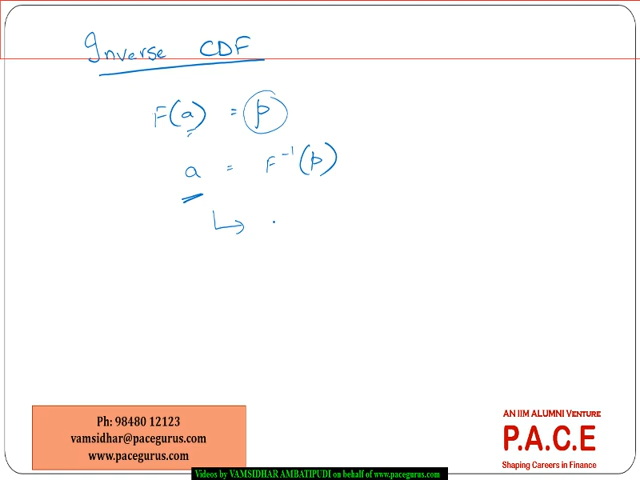 Inverse CDF
F(a) = p
a = F⁻¹(p)
Ph: 98480 12123
vamsidhar@pacegurus.com
www.pacegurus.com
AN IIM ALUMNI VENTURE
P.A.C.E
Shaping Careers in Finance
Videos by VAMSIDHAR AMBATIPUDI on behalf of www.pacegurus.com